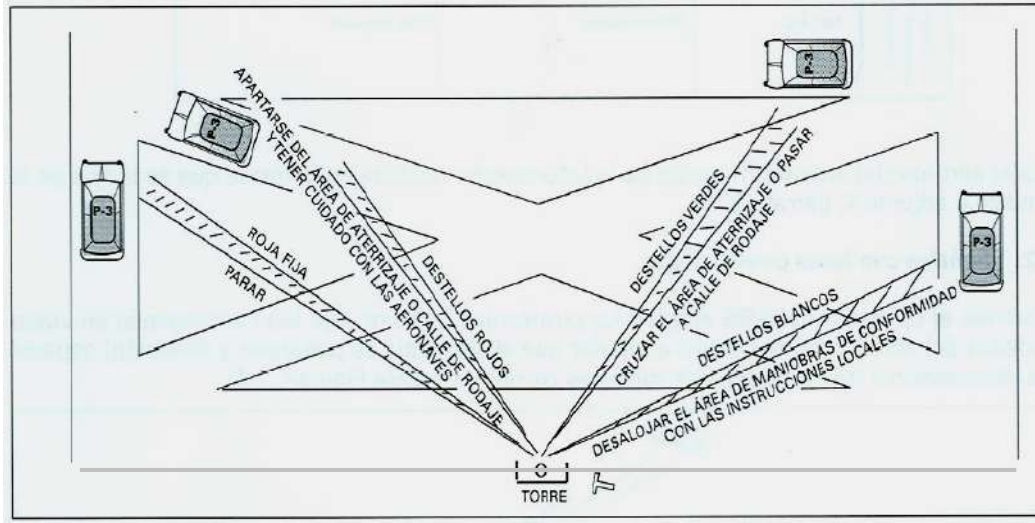 P-3
P-3
P-3
P-3
ROJA FIJA
PARAR
APARTARSE DEL ÁREA DE ATERRIZAJE O CALLE DE RODAJE
Y TENER CUIDADO CON LAS AERONAVES
DESTELLOS ROJOS
DESTELLOS VERDES
CRUZAR EL ÁREA DE ATERRIZAJE O PASAR
A CALLE DE RODAJE
DESTELLOS BLANCOS
DESALOJAR EL ÁREA DE MANIOBRAS DE CONFORMIDAD
CON LAS INSTRUCCIONES LOCALES
TORRE
T